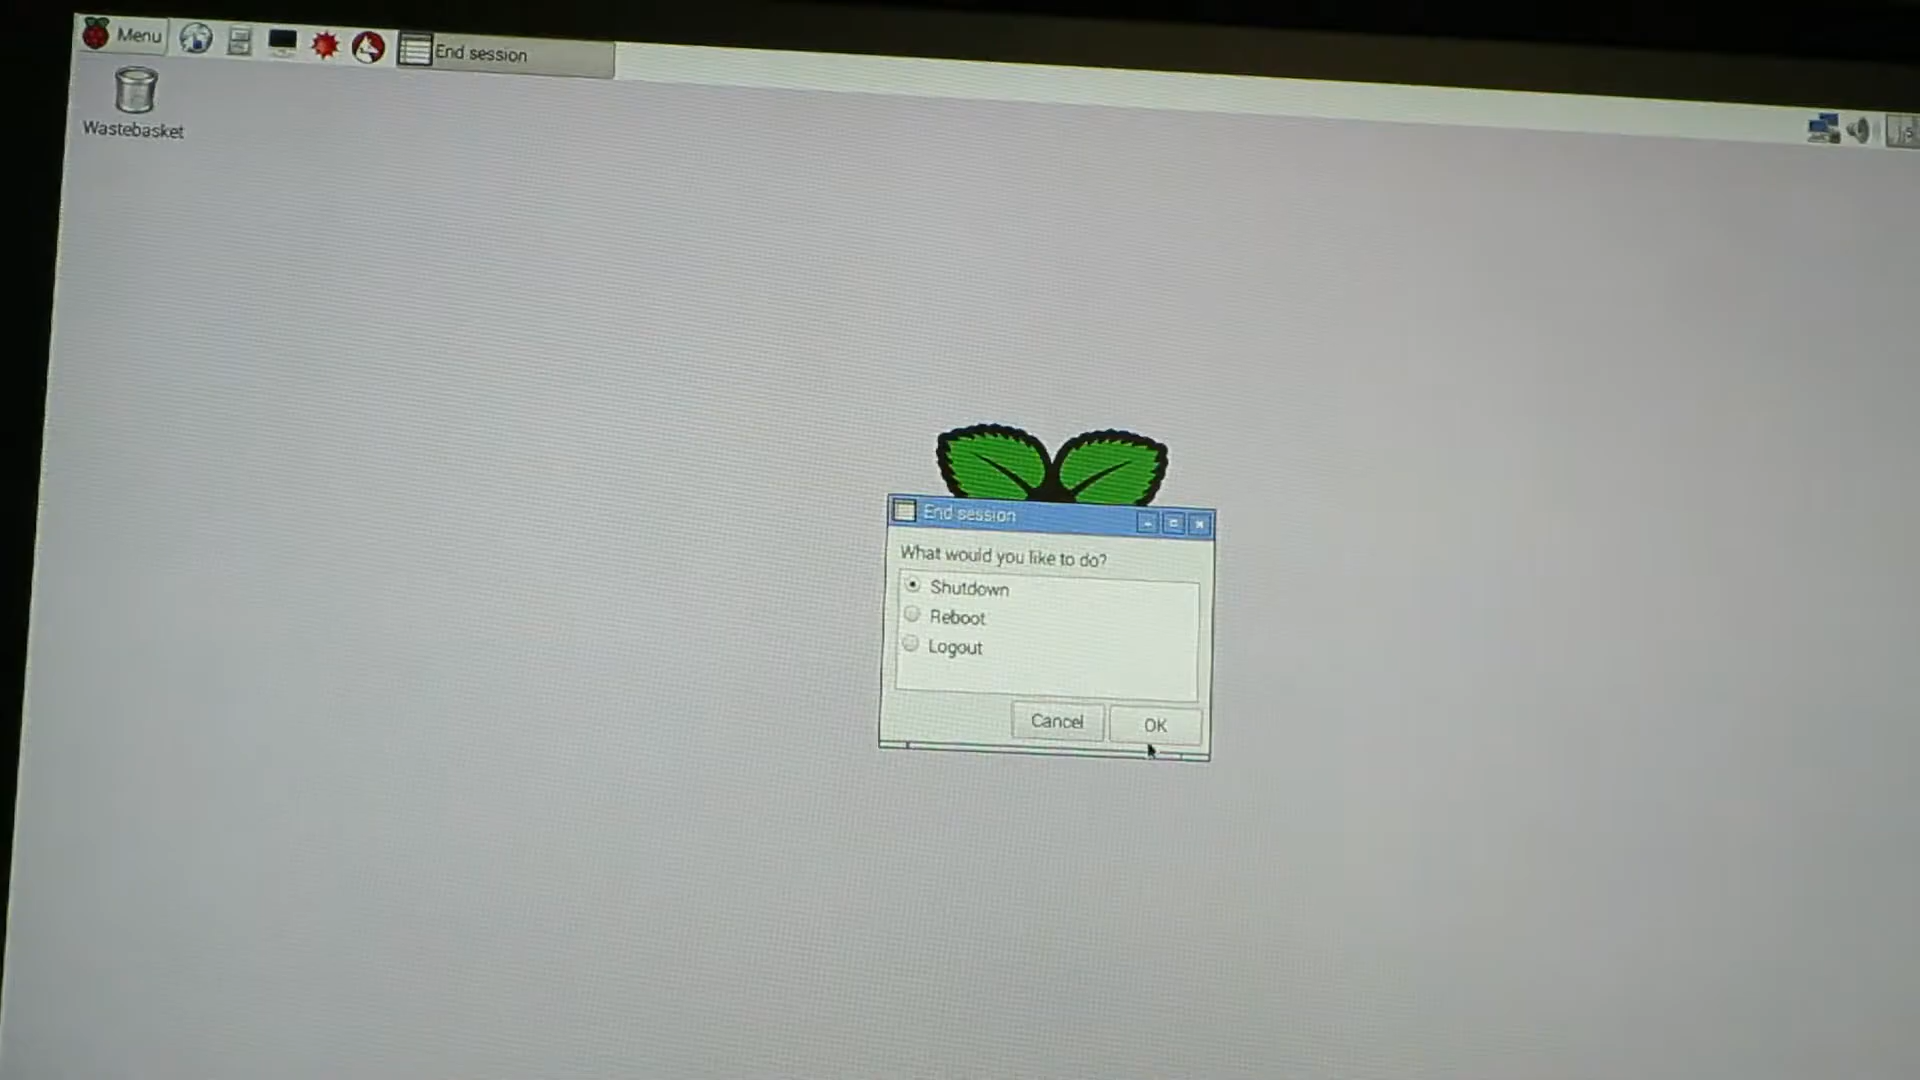 Menu
End session
Wastebasket
End session
What would you like to do?
Shutdown
Reboot
Logout
Cancel
OK